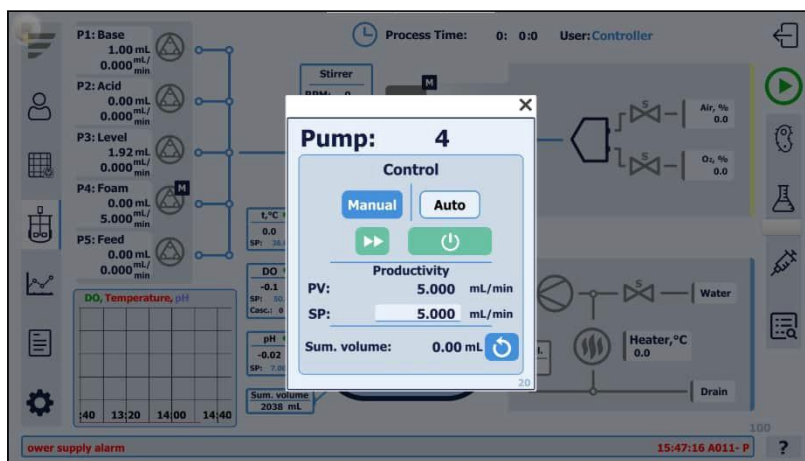 P1: Base
1.00 mL
0.000 mL/min
P2: Acid
0.00 mL
0.000 mL/min
P3: Level
1.92 mL
0.000 mL/min
P4: Foam
M
0.00 mL
5.000 mL/min
P5: Feed
0.00 mL
0.000 mL/min
Process Time: 0: 0:0 User: Controller
Stirrer
M
Pump: 4
Control
Manual
Auto
Productivity
PV: 5.000 mL/min
SP: 5.000 mL/min
Sum. volume: 0.00 mL
20
S
Air, %
0.0
S
O₂, %
0.0
t,°C
0.0
SP:
DO
-0.1
SP:
Casc.: 0
pH
-0.02
SP:
Sum. volume
2038 mL
DO, Temperature, pH
:40 13:20 14:00 14:40
S
Water
Heater,°C
0.0
Drain
100
ower supply alarm
15:47:16 A011- P
?